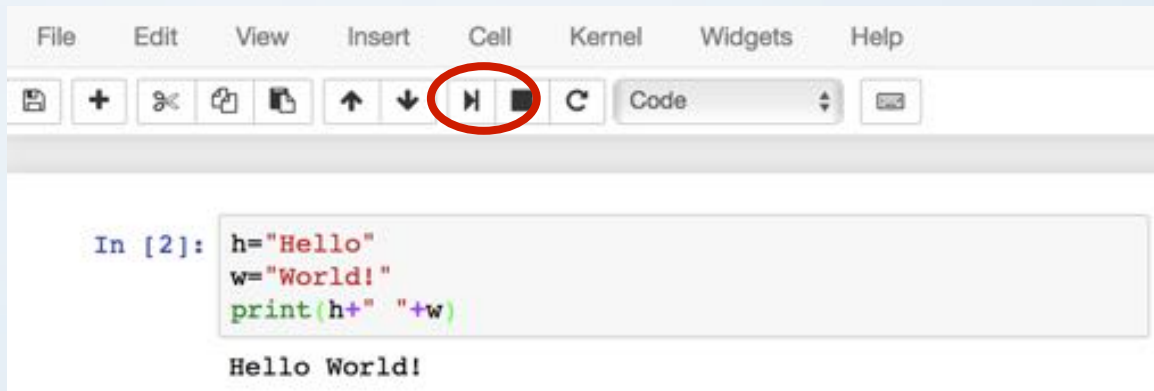 File Edit View Insert Cell Kernel Widgets Help
Code
In [2]: h="Hello"
w="World!"
print(h+" "+w)
Hello World!